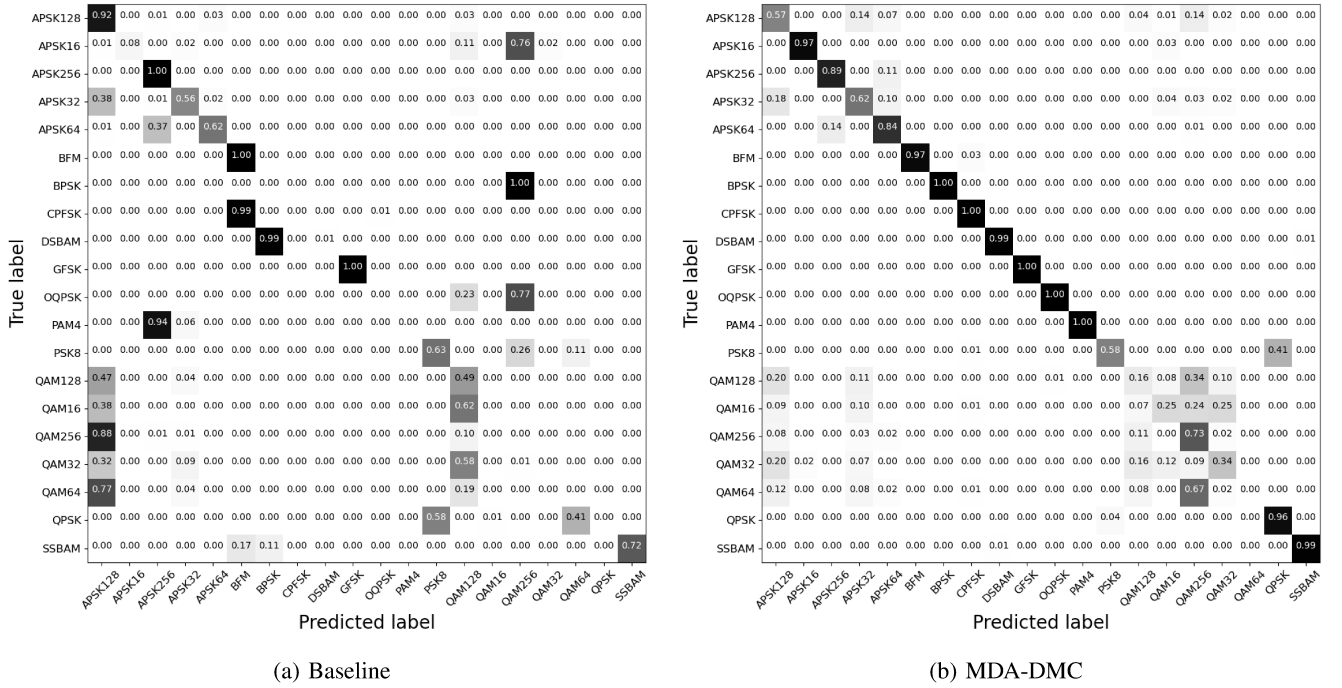 True label
APSK128 0.92 0.00 0.01 0.00 0.03 0.00 0.00 0.00 0.00 0.00 0.00 0.00 0.00 0.03 0.00 0.01 0.00 0.00 0.00 0.00
APSK16 0.01 0.08 0.00 0.02 0.00 0.00 0.00 0.00 0.00 0.00 0.00 0.00 0.00 0.11 0.00 0.76 0.02 0.00 0.00 0.00
APSK256 0.00 0.00 1.00 0.00 0.00 0.00 0.00 0.00 0.00 0.00 0.00 0.00 0.00 0.00 0.00 0.00 0.00 0.00 0.00 0.00
APSK32 0.38 0.00 0.01 0.56 0.02 0.00 0.00 0.00 0.00 0.00 0.00 0.00 0.00 0.03 0.00 0.00 0.00 0.00 0.00 0.00
APSK64 0.01 0.00 0.37 0.00 0.62 0.00 0.00 0.00 0.00 0.00 0.00 0.00 0.00 0.00 0.00 0.00 0.00 0.00 0.00 0.00
BFM 0.00 0.00 0.00 0.00 0.00 1.00 0.00 0.00 0.00 0.00 0.00 0.00 0.00 0.00 0.00 0.00 0.00 0.00 0.00 0.00
BPSK 0.00 0.00 0.00 0.00 0.00 0.00 0.00 0.00 0.00 0.00 0.00 0.00 0.00 0.00 0.00 1.00 0.00 0.00 0.00 0.00
CPFSK 0.00 0.00 0.00 0.00 0.00 0.99 0.00 0.00 0.00 0.00 0.01 0.00 0.00 0.00 0.00 0.00 0.00 0.00 0.00 0.00
DSBAM 0.00 0.00 0.00 0.00 0.00 0.00 0.99 0.00 0.01 0.00 0.00 0.00 0.00 0.00 0.00 0.00 0.00 0.00 0.00 0.00
GFSK 0.00 0.00 0.00 0.00 0.00 0.00 0.00 0.00 0.00 1.00 0.00 0.00 0.00 0.00 0.00 0.00 0.00 0.00 0.00 0.00
OQPSK 0.00 0.00 0.00 0.00 0.00 0.00 0.00 0.00 0.00 0.00 0.00 0.00 0.00 0.23 0.00 0.77 0.00 0.00 0.00 0.00
PAM4 0.00 0.00 0.94 0.06 0.00 0.00 0.00 0.00 0.00 0.00 0.00 0.00 0.00 0.00 0.00 0.00 0.00 0.00 0.00 0.00
PSK8 0.00 0.00 0.00 0.00 0.00 0.00 0.00 0.00 0.00 0.00 0.00 0.00 0.63 0.00 0.00 0.26 0.00 0.11 0.00 0.00
QAM128 0.47 0.00 0.00 0.04 0.00 0.00 0.00 0.00 0.00 0.00 0.00 0.00 0.00 0.49 0.00 0.00 0.00 0.00 0.00 0.00
QAM16 0.38 0.00 0.00 0.00 0.00 0.00 0.00 0.00 0.00 0.00 0.00 0.00 0.00 0.62 0.00 0.00 0.00 0.00 0.00 0.00
QAM256 0.88 0.00 0.01 0.01 0.00 0.00 0.00 0.00 0.00 0.00 0.00 0.00 0.00 0.10 0.00 0.00 0.00 0.00 0.00 0.00
QAM32 0.32 0.00 0.00 0.09 0.00 0.00 0.00 0.00 0.00 0.00 0.00 0.00 0.00 0.58 0.00 0.01 0.00 0.00 0.00 0.00
QAM64 0.77 0.00 0.00 0.04 0.00 0.00 0.00 0.00 0.00 0.00 0.00 0.00 0.00 0.19 0.00 0.00 0.00 0.00 0.00 0.00
QPSK 0.00 0.00 0.00 0.00 0.00 0.00 0.00 0.00 0.00 0.00 0.00 0.00 0.58 0.00 0.01 0.00 0.00 0.41 0.00 0.00
SSBAM 0.00 0.00 0.00 0.00 0.00 0.17 0.11 0.00 0.00 0.00 0.00 0.00 0.00 0.00 0.00 0.00 0.00 0.00 0.00 0.72
APSK128 APSK16 APSK256 APSK32 APSK64 BFM BPSK CPFSK DSBAM GFSK OQPSK PAM4 PSK8 QAM128 QAM16 QAM256 QAM32 QAM64 QPSK SSBAM
Predicted label
(a) Baseline
True label
APSK128 0.57 0.00 0.00 0.14 0.07 0.00 0.00 0.00 0.00 0.00 0.00 0.00 0.00 0.04 0.01 0.14 0.02 0.00 0.00 0.00
APSK16 0.00 0.97 0.00 0.00 0.00 0.00 0.00 0.00 0.00 0.00 0.00 0.00 0.00 0.00 0.03 0.00 0.00 0.00 0.00 0.00
APSK256 0.00 0.00 0.89 0.00 0.11 0.00 0.00 0.00 0.00 0.00 0.00 0.00 0.00 0.00 0.00 0.00 0.00 0.00 0.00 0.00
APSK32 0.18 0.00 0.00 0.62 0.10 0.00 0.00 0.00 0.00 0.00 0.00 0.00 0.00 0.00 0.04 0.03 0.02 0.00 0.00 0.00
APSK64 0.00 0.00 0.14 0.00 0.84 0.00 0.00 0.00 0.00 0.00 0.00 0.00 0.00 0.00 0.00 0.01 0.00 0.00 0.00 0.00
BFM 0.00 0.00 0.00 0.00 0.00 0.97 0.00 0.03 0.00 0.00 0.00 0.00 0.00 0.00 0.00 0.00 0.00 0.00 0.00 0.00
BPSK 0.00 0.00 0.00 0.00 0.00 0.00 1.00 0.00 0.00 0.00 0.00 0.00 0.00 0.00 0.00 0.00 0.00 0.00 0.00 0.00
CPFSK 0.00 0.00 0.00 0.00 0.00 0.00 0.00 1.00 0.00 0.00 0.00 0.00 0.00 0.00 0.00 0.00 0.00 0.00 0.00 0.00
DSBAM 0.00 0.00 0.00 0.00 0.00 0.00 0.00 0.00 0.99 0.00 0.00 0.00 0.00 0.00 0.00 0.00 0.00 0.00 0.00 0.01
GFSK 0.00 0.00 0.00 0.00 0.00 0.00 0.00 0.00 0.00 1.00 0.00 0.00 0.00 0.00 0.00 0.00 0.00 0.00 0.00 0.00
OQPSK 0.00 0.00 0.00 0.00 0.00 0.00 0.00 0.00 0.00 0.00 1.00 0.00 0.00 0.00 0.00 0.00 0.00 0.00 0.00 0.00
PAM4 0.00 0.00 0.00 0.00 0.00 0.00 0.00 0.00 0.00 0.00 0.00 1.00 0.00 0.00 0.00 0.00 0.00 0.00 0.00 0.00
PSK8 0.00 0.00 0.00 0.00 0.00 0.00 0.00 0.01 0.00 0.00 0.00 0.00 0.58 0.00 0.00 0.00 0.00 0.00 0.41 0.00
QAM128 0.20 0.00 0.00 0.11 0.00 0.00 0.00 0.00 0.00 0.00 0.01 0.00 0.00 0.16 0.08 0.34 0.10 0.00 0.00 0.00
QAM16 0.09 0.00 0.00 0.10 0.00 0.00 0.00 0.01 0.00 0.00 0.00 0.00 0.00 0.07 0.25 0.24 0.25 0.00 0.00 0.00
QAM256 0.08 0.00 0.00 0.03 0.02 0.00 0.00 0.00 0.00 0.00 0.00 0.00 0.00 0.11 0.00 0.73 0.02 0.00 0.00 0.00
QAM32 0.20 0.02 0.00 0.07 0.00 0.00 0.00 0.00 0.00 0.00 0.00 0.00 0.00 0.16 0.12 0.09 0.34 0.00 0.00 0.00
QAM64 0.12 0.00 0.00 0.08 0.02 0.00 0.00 0.01 0.00 0.00 0.00 0.00 0.00 0.08 0.00 0.67 0.02 0.00 0.00 0.00
QPSK 0.00 0.00 0.00 0.00 0.00 0.00 0.00 0.00 0.00 0.00 0.00 0.00 0.04 0.00 0.00 0.00 0.00 0.00 0.96 0.00
SSBAM 0.00 0.00 0.00 0.00 0.00 0.00 0.00 0.00 0.01 0.00 0.00 0.00 0.00 0.00 0.00 0.00 0.00 0.00 0.00 0.99
APSK128 APSK16 APSK256 APSK32 APSK64 BFM BPSK CPFSK DSBAM GFSK OQPSK PAM4 PSK8 QAM128 QAM16 QAM256 QAM32 QAM64 QPSK SSBAM
Predicted label
(b) MDA-DMC